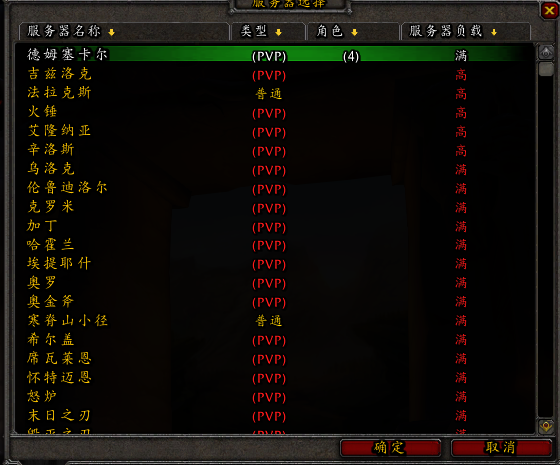 服务器选择
服务器名称 类型 角色 服务器负载
德姆塞卡尔 (PVP) (4) 满
吉兹洛克 (PVP) 高
法拉克斯 普通 高
火锤 (PVP) 高
艾隆纳亚 (PVP) 高
辛洛斯 (PVP) 高
乌洛克 (PVP) 满
伦鲁迪洛尔 (PVP) 满
克罗米 (PVP) 满
加丁 (PVP) 满
哈霍兰 (PVP) 满
埃提耶什 (PVP) 满
奥罗 (PVP) 满
奥金斧 (PVP) 满
寒脊山小径 普通 满
希尔盖 (PVP) 满
席瓦莱恩 (PVP) 满
怀特迈恩 (PVP) 满
怒炉 (PVP) 满
末日之刃 (PVP) 满
毁灭之刃 (PVP) 满
确定 取消